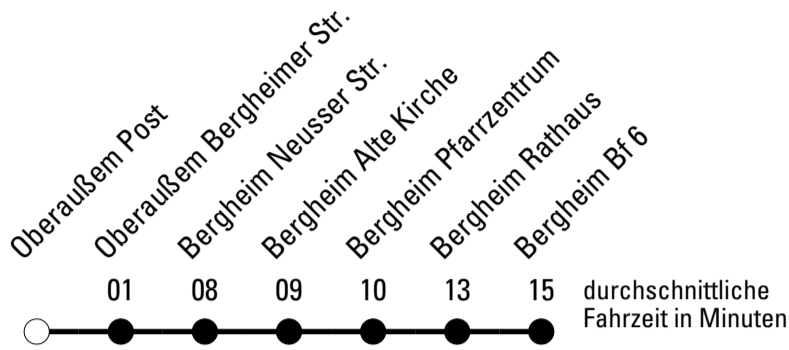 Oberaußem Post
Oberaußem Bergheimer Str.
Bergheim Neusser Str.
Bergheim Alte Kirche
Bergheim Pfarrzentrum
Bergheim Rathaus
Bergheim Bf 6
01 08 09 10 13 15 durchschnittliche
Fahrzeit in Minuten